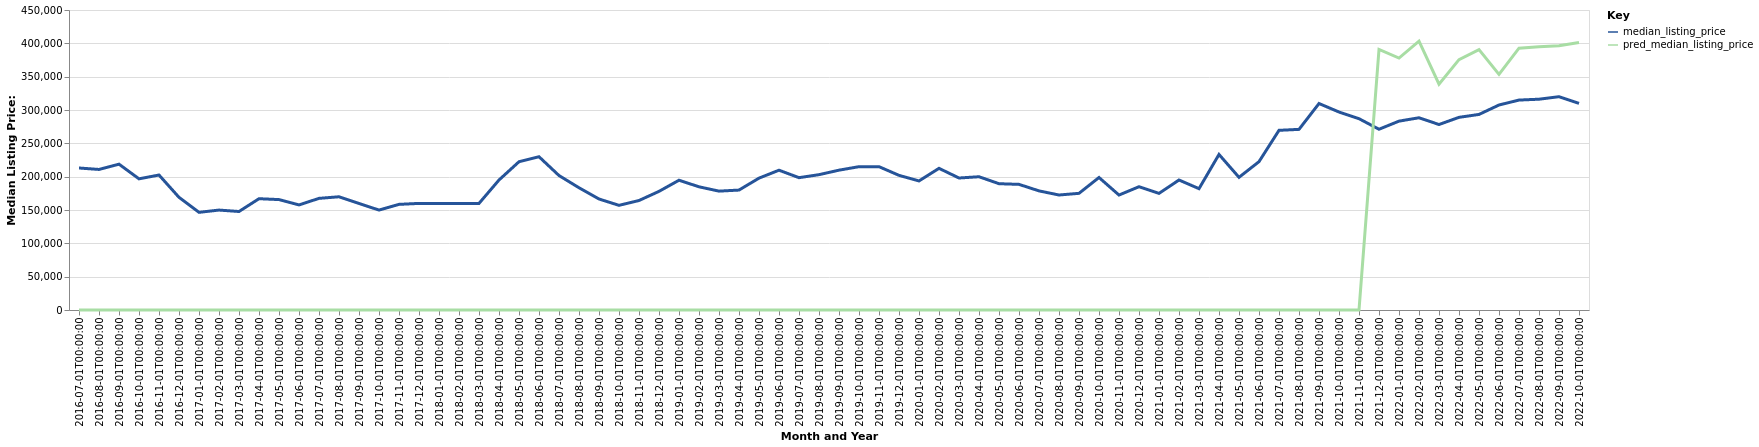 Median Listing Price:
450,000
400,000
350,000
300,000
250,000
200,000
150,000
100,000
50,000
0
2016-07-01T00:00:00
2016-08-01T00:00:00
2016-09-01T00:00:00
2016-10-01T00:00:00
2016-11-01T00:00:00
2016-12-01T00:00:00
2017-01-01T00:00:00
2017-02-01T00:00:00
2017-03-01T00:00:00
2017-04-01T00:00:00
2017-05-01T00:00:00
2017-06-01T00:00:00
2017-07-01T00:00:00
2017-08-01T00:00:00
2017-09-01T00:00:00
2017-10-01T00:00:00
2017-11-01T00:00:00
2017-12-01T00:00:00
2018-01-01T00:00:00
2018-02-01T00:00:00
2018-03-01T00:00:00
2018-04-01T00:00:00
2018-05-01T00:00:00
2018-06-01T00:00:00
2018-07-01T00:00:00
2018-08-01T00:00:00
2018-09-01T00:00:00
2018-10-01T00:00:00
2018-11-01T00:00:00
2018-12-01T00:00:00
2019-01-01T00:00:00
2019-02-01T00:00:00
2019-03-01T00:00:00
2019-04-01T00:00:00
2019-05-01T00:00:00
2019-06-01T00:00:00
2019-07-01T00:00:00
2019-08-01T00:00:00
2019-09-01T00:00:00
2019-10-01T00:00:00
2019-11-01T00:00:00
2019-12-01T00:00:00
2020-01-01T00:00:00
2020-02-01T00:00:00
2020-03-01T00:00:00
2020-04-01T00:00:00
2020-05-01T00:00:00
2020-06-01T00:00:00
2020-07-01T00:00:00
2020-08-01T00:00:00
2020-09-01T00:00:00
2020-10-01T00:00:00
2020-11-01T00:00:00
2020-12-01T00:00:00
2021-01-01T00:00:00
2021-02-01T00:00:00
2021-03-01T00:00:00
2021-04-01T00:00:00
2021-05-01T00:00:00
2021-06-01T00:00:00
2021-07-01T00:00:00
2021-08-01T00:00:00
2021-09-01T00:00:00
2021-10-01T00:00:00
2021-11-01T00:00:00
2021-12-01T00:00:00
2022-01-01T00:00:00
2022-02-01T00:00:00
2022-03-01T00:00:00
2022-04-01T00:00:00
2022-05-01T00:00:00
2022-06-01T00:00:00
2022-07-01T00:00:00
2022-08-01T00:00:00
2022-09-01T00:00:00
2022-10-01T00:00:00
Month and Year
Key
median_listing_price
pred_median_listing_price